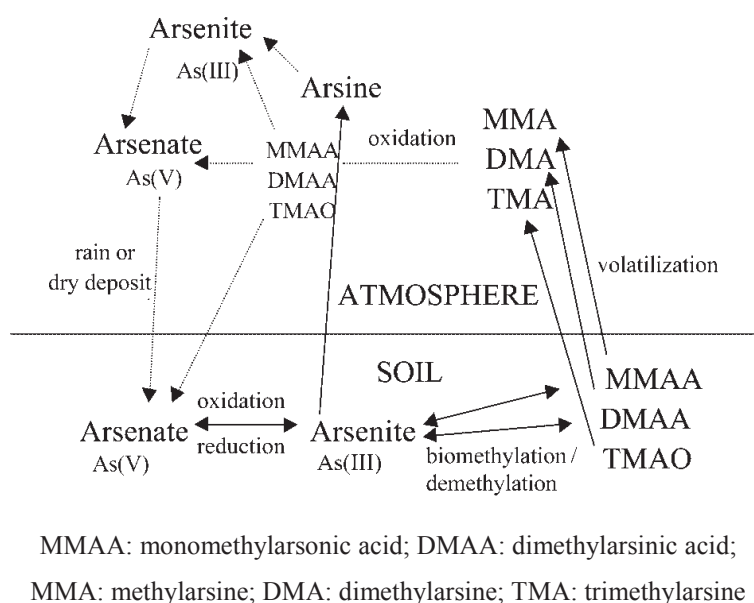 Arsenite
As(III)
Arsine
Arsenate
As(V)
MMAA
DMAA
TMAO
oxidation
MMA
DMA
TMA
rain or
dry deposit
volatilization
ATMOSPHERE
SOIL
MMAA
DMAA
TMAO
Arsenate
As(V)
oxidation
reduction
Arsenite
As(III)
biomethylation /
demethylation
MMAA: monomethylarsonic acid; DMAA: dimethylarsinic acid;
MMA: methylarsine; DMA: dimethylarsine; TMA: trimethylarsine